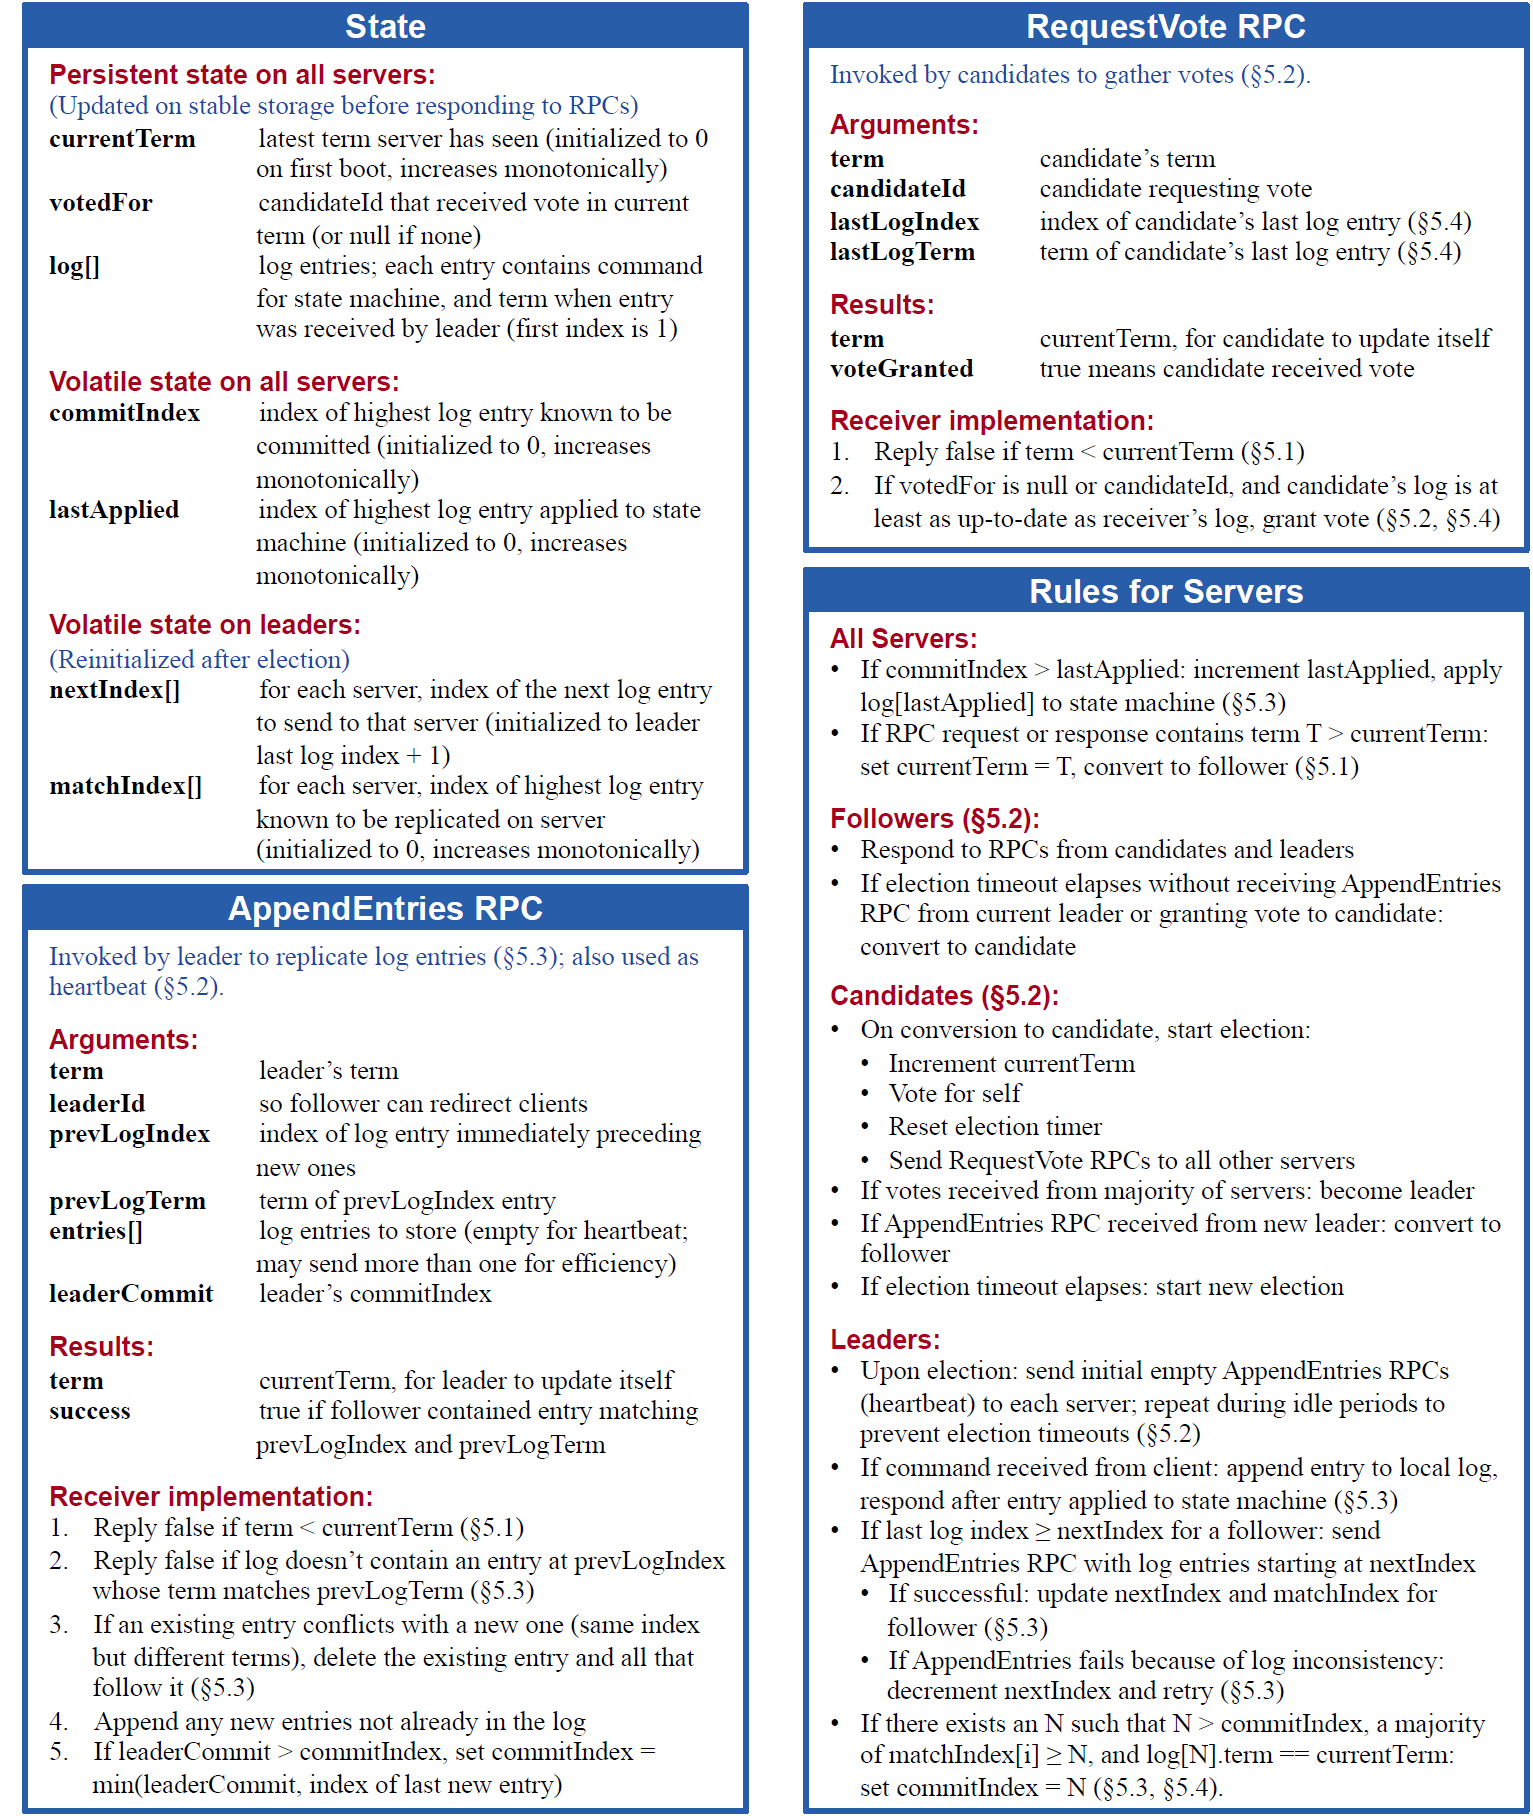 State
Persistent state on all servers:
(Updated on stable storage before responding to RPCs)
currentTerm latest term server has seen (initialized to 0
on first boot, increases monotonically)
votedFor candidateId that received vote in current
term (or null if none)
log[] log entries; each entry contains command
for state machine, and term when entry
was received by leader (first index is 1)
Volatile state on all servers:
commitIndex index of highest log entry known to be
committed (initialized to 0, increases
monotonically)
lastApplied index of highest log entry applied to state
machine (initialized to 0, increases
monotonically)
Volatile state on leaders:
(Reinitialized after election)
nextIndex[] for each server, index of the next log entry
to send to that server (initialized to leader
last log index + 1)
matchIndex[] for each server, index of highest log entry
known to be replicated on server
(initialized to 0, increases monotonically)
AppendEntries RPC
Invoked by leader to replicate log entries (§5.3); also used as
heartbeat (§5.2).
Arguments:
term leader’s term
leaderId so follower can redirect clients
prevLogIndex index of log entry immediately preceding
new ones
prevLogTerm term of prevLogIndex entry
entries[] log entries to store (empty for heartbeat;
may send more than one for efficiency)
leaderCommit leader’s commitIndex
Results:
term currentTerm, for leader to update itself
success true if follower contained entry matching
prevLogIndex and prevLogTerm
Receiver implementation:
1. Reply false if term < currentTerm (§5.1)
2. Reply false if log doesn’t contain an entry at prevLogIndex
whose term matches prevLogTerm (§5.3)
3. If an existing entry conflicts with a new one (same index
but different terms), delete the existing entry and all that
follow it (§5.3)
4. Append any new entries not already in the log
5. If leaderCommit > commitIndex, set commitIndex =
min(leaderCommit, index of last new entry)
RequestVote RPC
Invoked by candidates to gather votes (§5.2).
Arguments:
term candidate’s term
candidateId candidate requesting vote
lastLogIndex index of candidate’s last log entry (§5.4)
lastLogTerm term of candidate’s last log entry (§5.4)
Results:
term currentTerm, for candidate to update itself
voteGranted true means candidate received vote
Receiver implementation:
1. Reply false if term < currentTerm (§5.1)
2. If votedFor is null or candidateId, and candidate’s log is at
least as up-to-date as receiver’s log, grant vote (§5.2, §5.4)
Rules for Servers
All Servers:
• If commitIndex > lastApplied: increment lastApplied, apply
log[lastApplied] to state machine (§5.3)
• If RPC request or response contains term T > currentTerm:
set currentTerm = T, convert to follower (§5.1)
Followers (§5.2):
• Respond to RPCs from candidates and leaders
• If election timeout elapses without receiving AppendEntries
RPC from current leader or granting vote to candidate:
convert to candidate
Candidates (§5.2):
• On conversion to candidate, start election:
• Increment currentTerm
• Vote for self
• Reset election timer
• Send RequestVote RPCs to all other servers
• If votes received from majority of servers: become leader
• If AppendEntries RPC received from new leader: convert to
follower
• If election timeout elapses: start new election
Leaders:
• Upon election: send initial empty AppendEntries RPCs
(heartbeat) to each server; repeat during idle periods to
prevent election timeouts (§5.2)
• If command received from client: append entry to local log,
respond after entry applied to state machine (§5.3)
• If last log index ≥ nextIndex for a follower: send
AppendEntries RPC with log entries starting at nextIndex
• If successful: update nextIndex and matchIndex for
follower (§5.3)
• If AppendEntries fails because of log inconsistency:
decrement nextIndex and retry (§5.3)
• If there exists an N such that N > commitIndex, a majority
of matchIndex[i] ≥ N, and log[N].term == currentTerm:
set commitIndex = N (§5.3, §5.4).